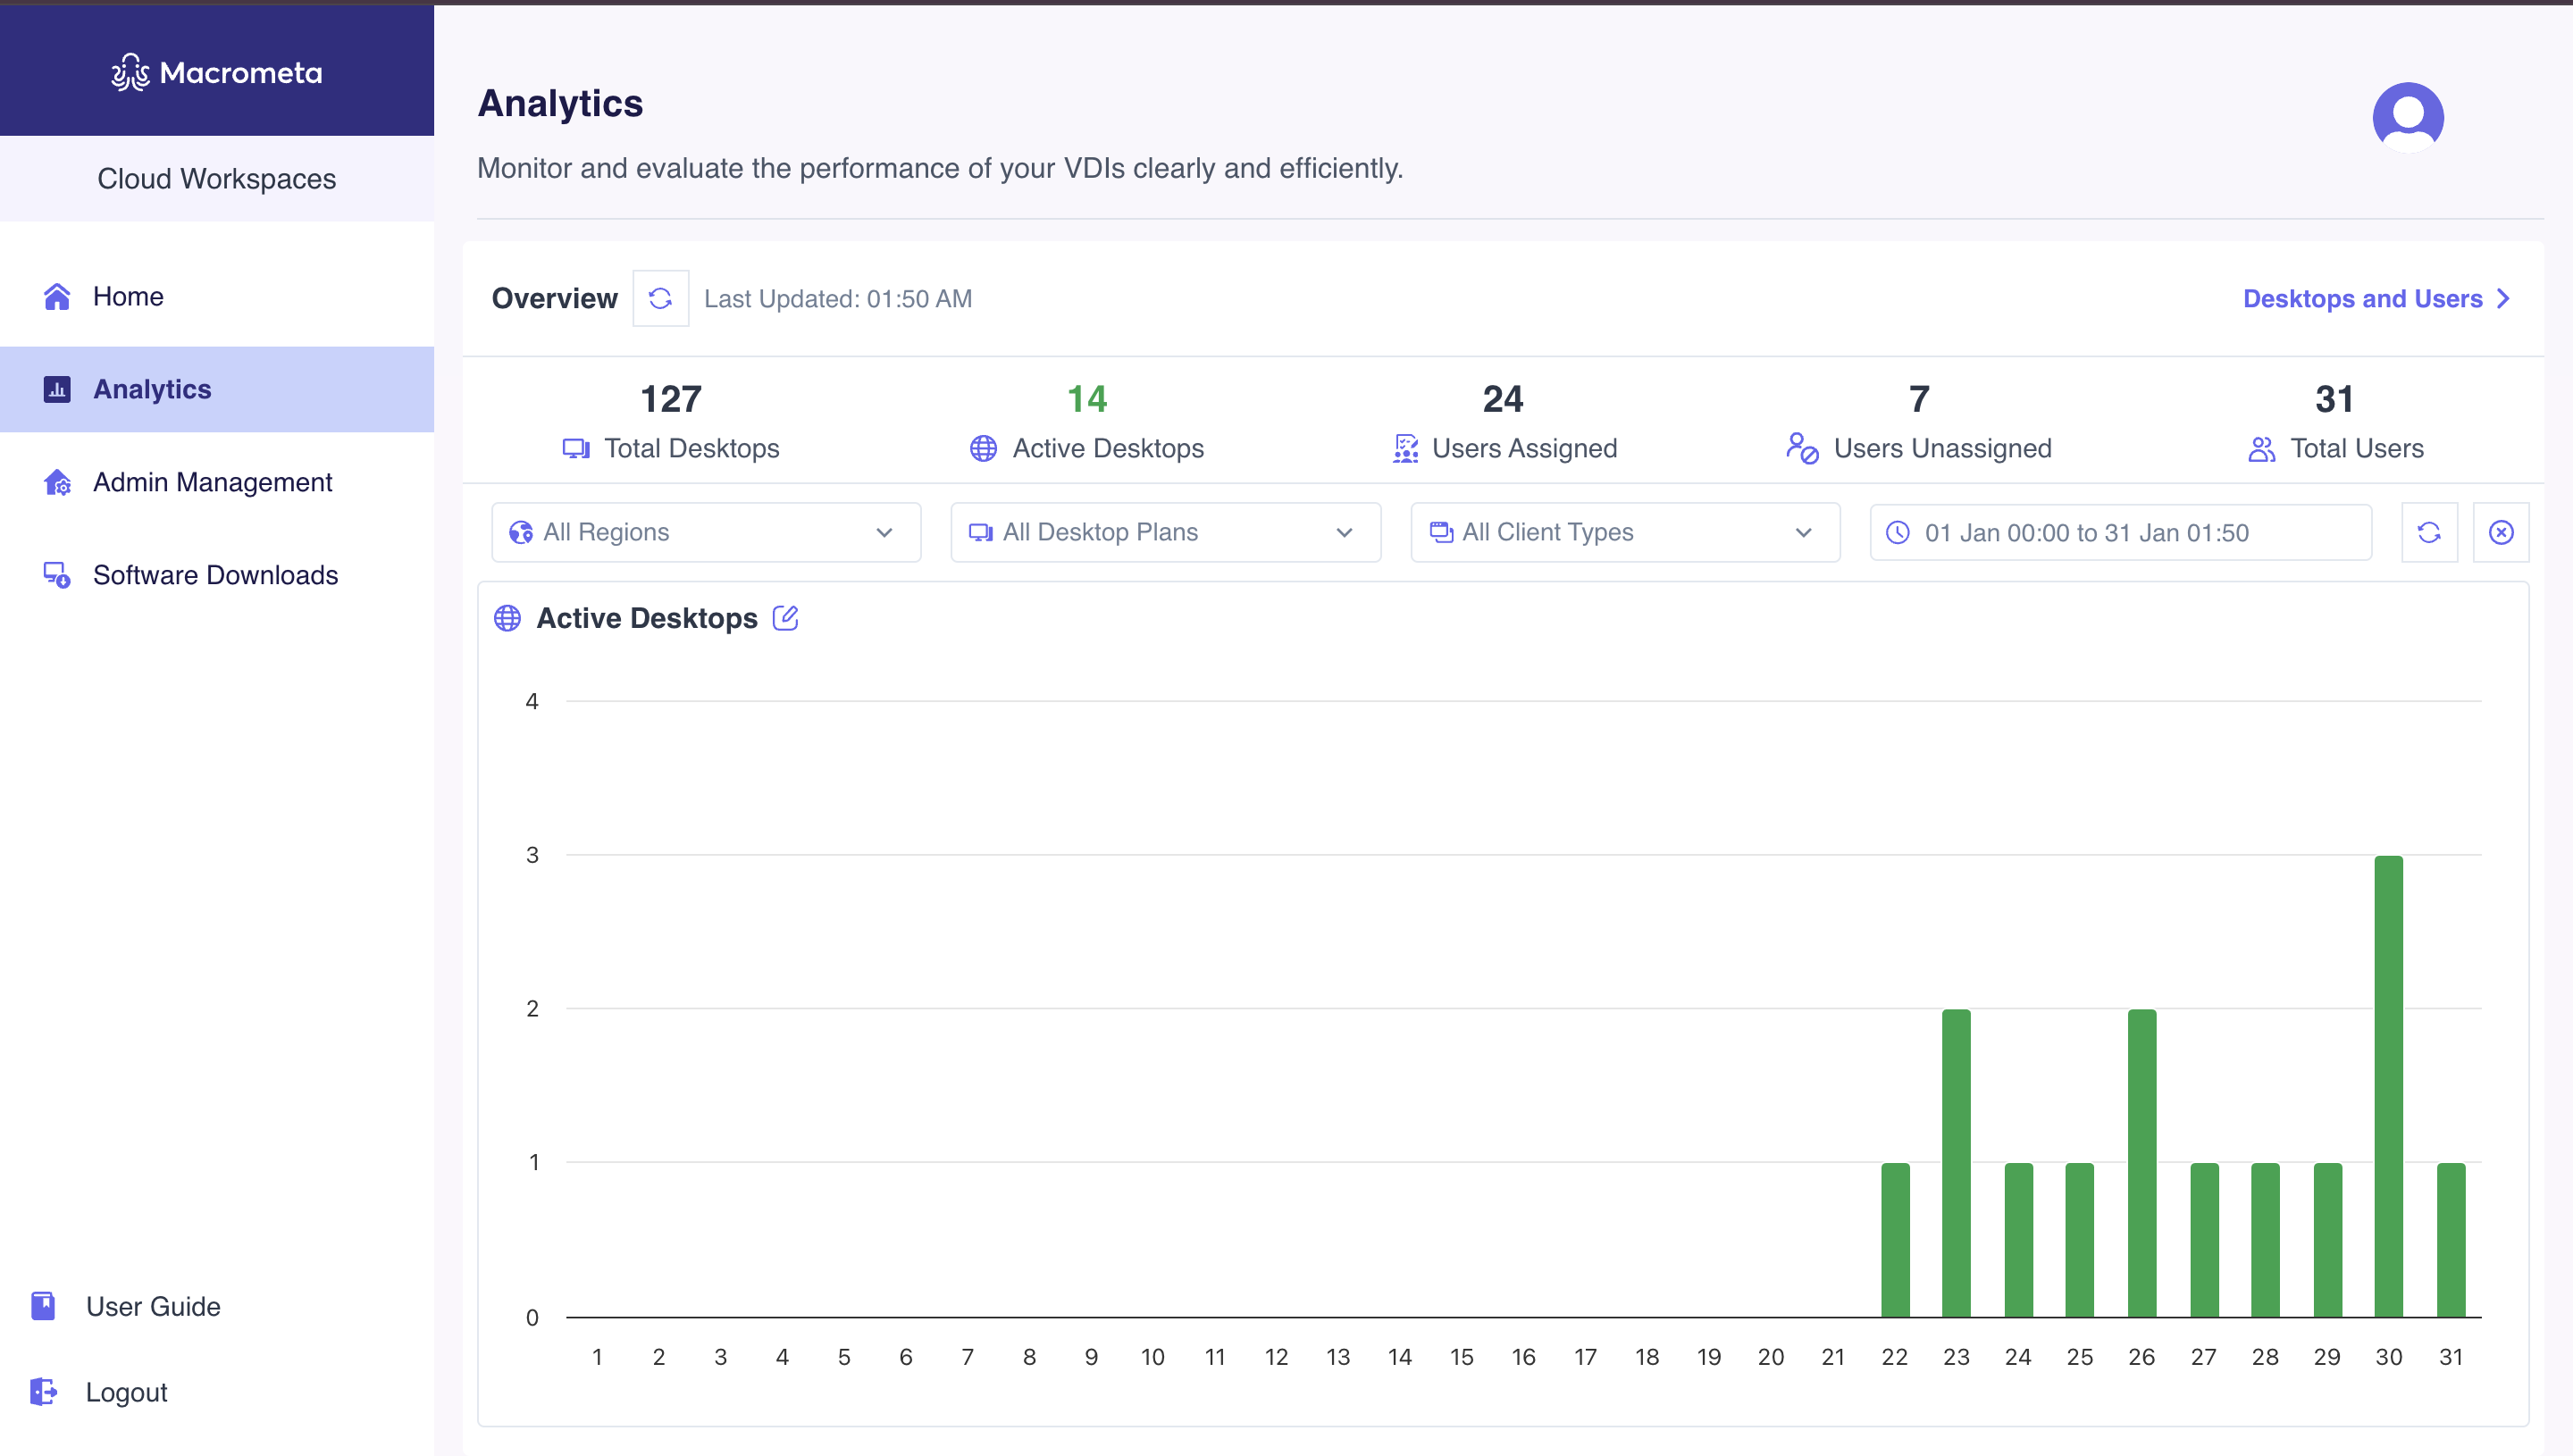 Macrometa
Cloud Workspaces
Home
Analytics
Admin Management
Software Downloads
User Guide
Logout
Analytics
Monitor and evaluate the performance of your VDIs clearly and efficiently.
Overview
Last Updated: 01:50 AM
Desktops and Users
127
Total Desktops
14
Active Desktops
24
Users Assigned
7
Users Unassigned
31
Total Users
All Regions
All Desktop Plans
All Client Types
01 Jan 00:00 to 31 Jan 01:50
Active Desktops
4
3
2
1
0
1 2 3 4 5 6 7 8 9 10 11 12 13 14 15 16 17 18 19 20 21 22 23 24 25 26 27 28 29 30 31